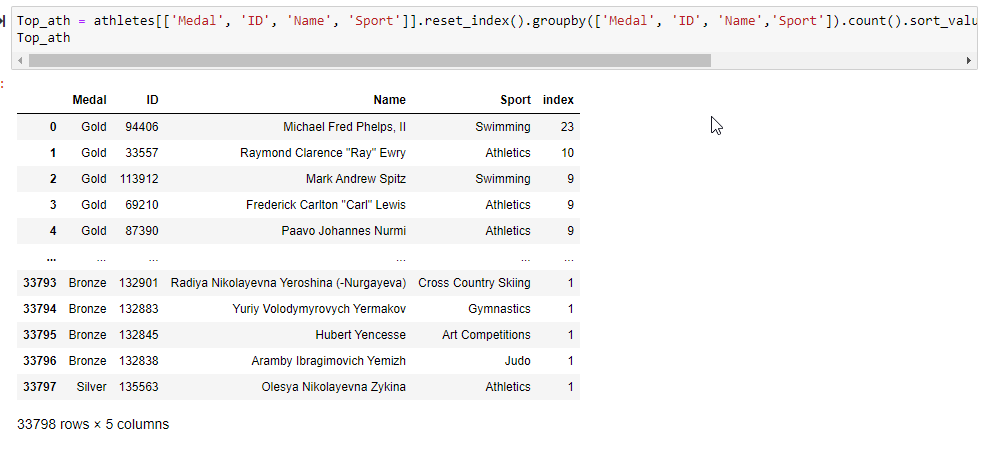 Top_ath = athletes[['Medal', 'ID', 'Name', 'Sport']].reset_index().groupby(['Medal', 'ID', 'Name','Sport']).count().sort_valu
Top_ath
Medal ID Name Sport index
0 Gold 94406 Michael Fred Phelps, II Swimming 23
1 Gold 33557 Raymond Clarence "Ray" Ewry Athletics 10
2 Gold 113912 Mark Andrew Spitz Swimming 9
3 Gold 69210 Frederick Carlton "Carl" Lewis Athletics 9
4 Gold 87390 Paavo Johannes Nurmi Athletics 9
... ... ... ... ... ...
33793 Bronze 132901 Radiya Nikolayevna Yeroshina (-Nurgayeva) Cross Country Skiing 1
33794 Bronze 132883 Yuriy Volodymyrovych Yermakov Gymnastics 1
33795 Bronze 132845 Hubert Yencesse Art Competitions 1
33796 Bronze 132838 Aramby Ibragimovich Yemizh Judo 1
33797 Silver 135563 Olesya Nikolayevna Zykina Athletics 1
33798 rows × 5 columns